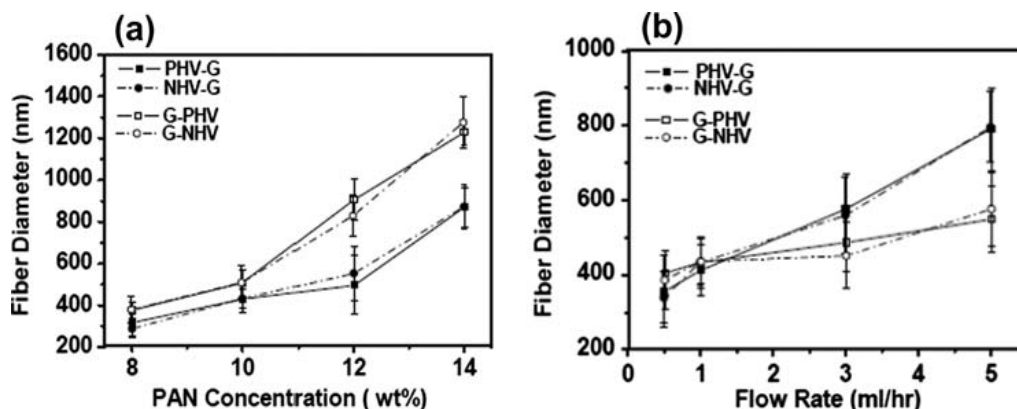 (a)
1600
1400
1200
1000
800
600
400
200
8
10
12
14
Fiber Diameter (nm)
PAN Concentration ( wt%)
PHV-G
NHV-G
G-PHV
G-NHV
(b)
1000
800
600
400
200
0
1
2
3
4
5
Fiber Diameter (nm)
Flow Rate (ml/hr)
PHV-G
NHV-G
G-PHV
G-NHV